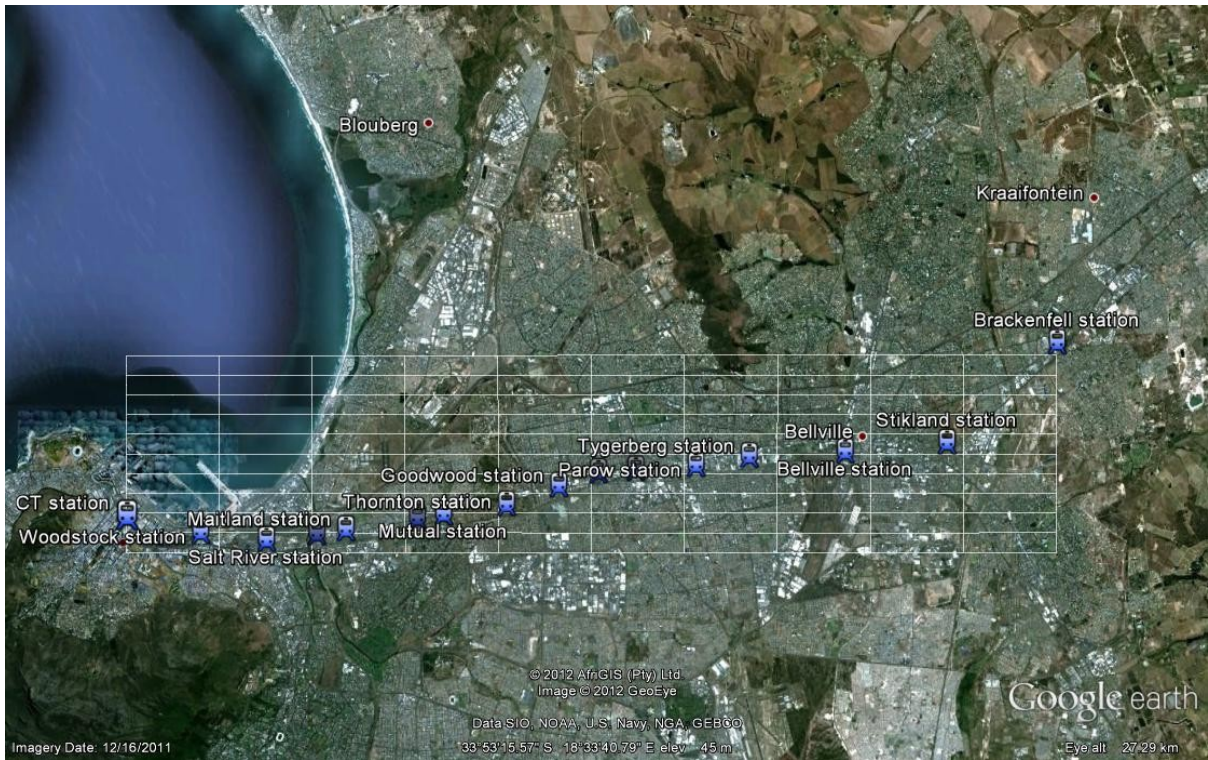 Blouberg
Kraaifontein
Brackenfell station
Stikland station
Bellville
Tygerberg station
Bellville station
Parow station
Goodwood station
Thornton station
CT station
Maitland station
Mutual station
Woodstock station
Salt River station
© 2012 AfriGIS (Pty) Ltd.
Image © 2012 GeoEye
Google earth
Data SIO, NOAA, U.S. Navy, NGA, GEBCO
Imagery Date: 12/16/2011
33°53'15.57" S 18°33'40.79" E elev 45 m
Eye alt 27.29 km